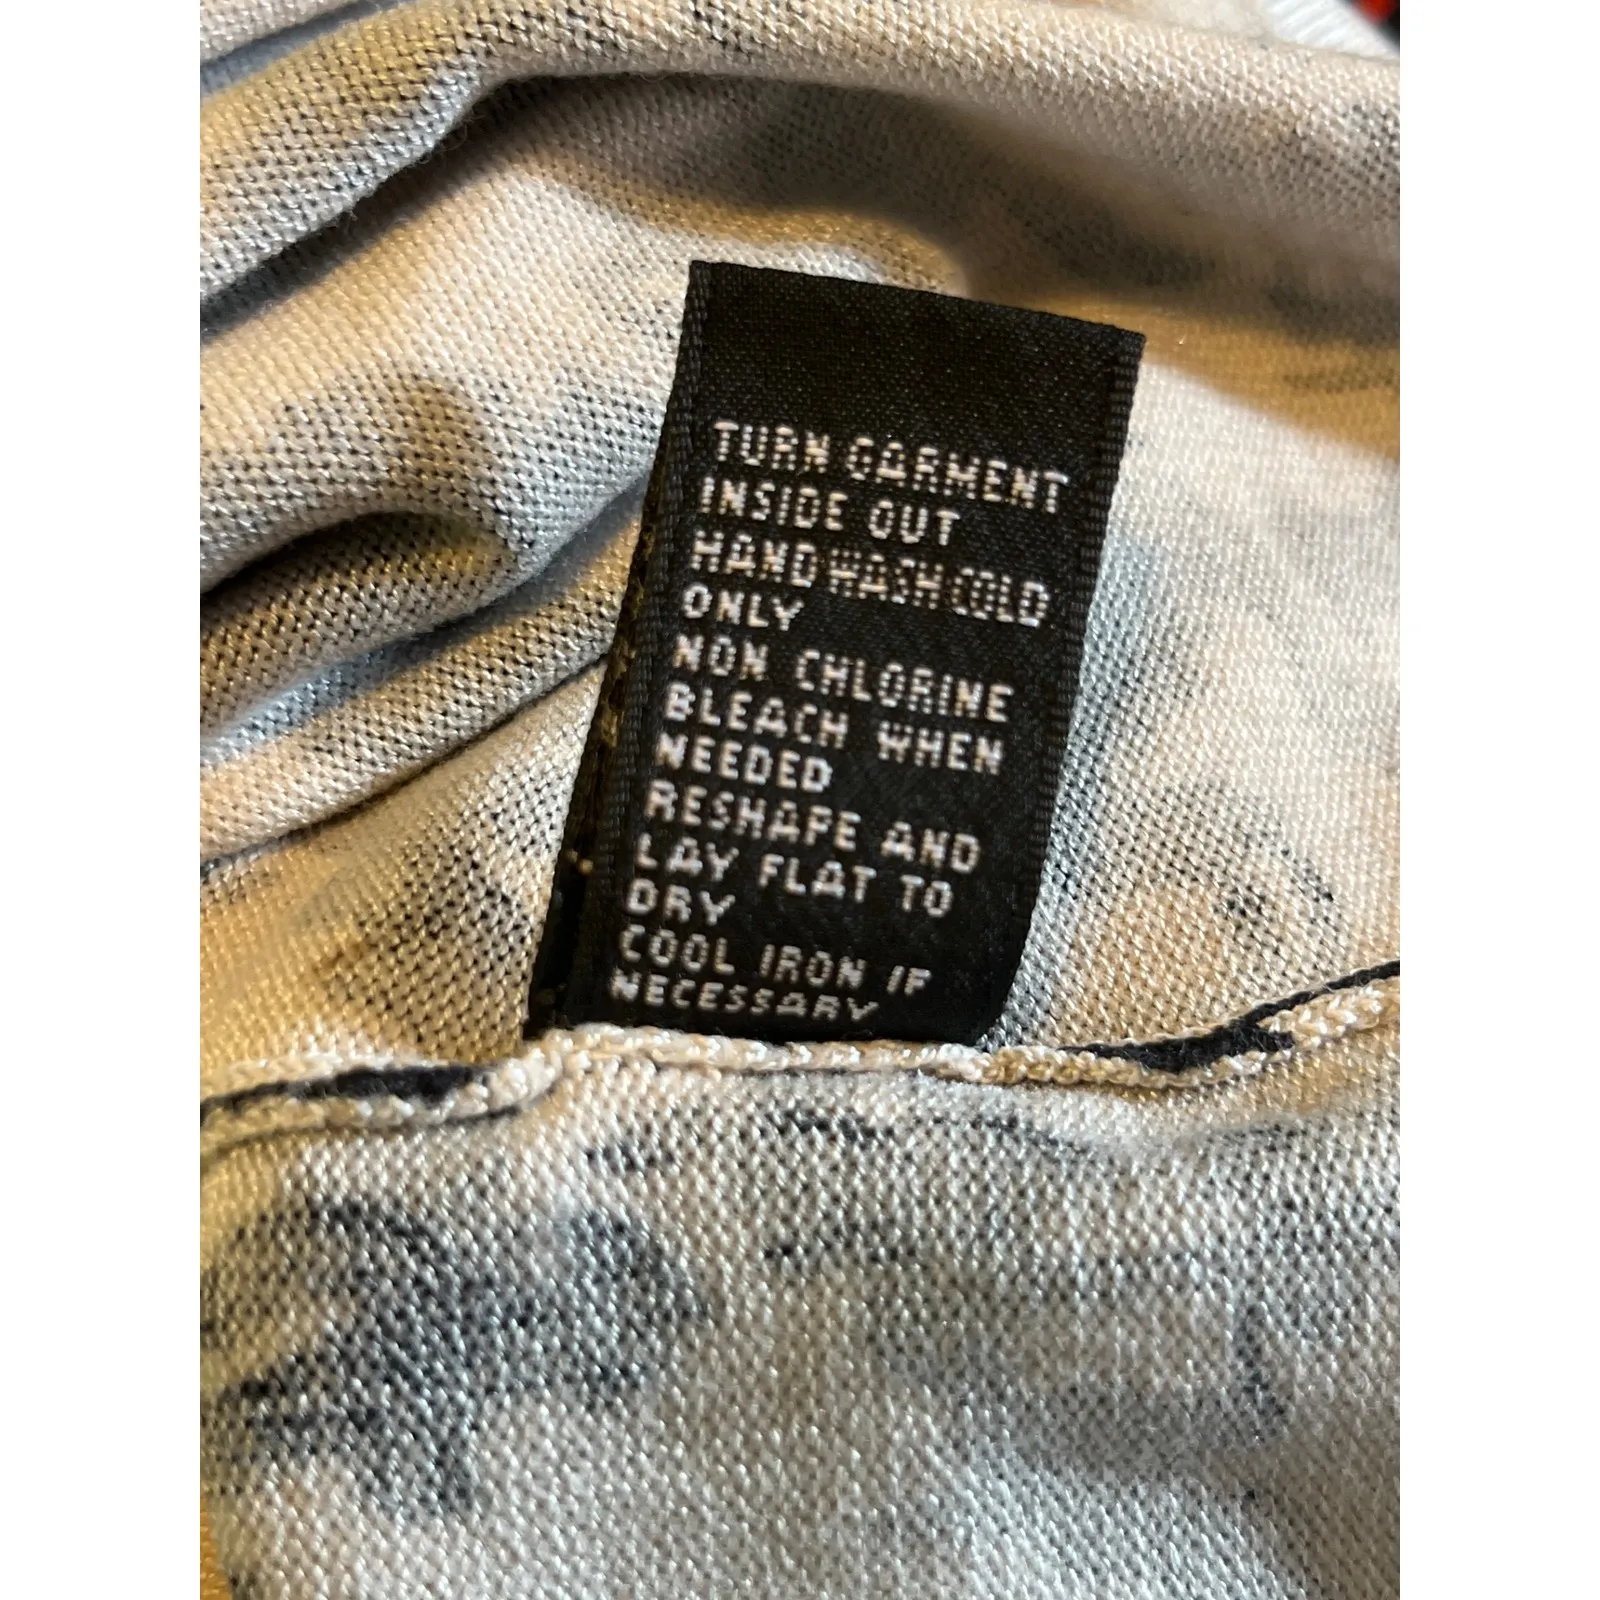 TURN GARMENT
INSIDE OUT
HAND WASH COLD
ONLY
NON CHLORINE
BLEACH WHEN
NEEDED
RESHAPE AND
LAY FLAT TO
DRY
COOL IRON IF
NECESSARY